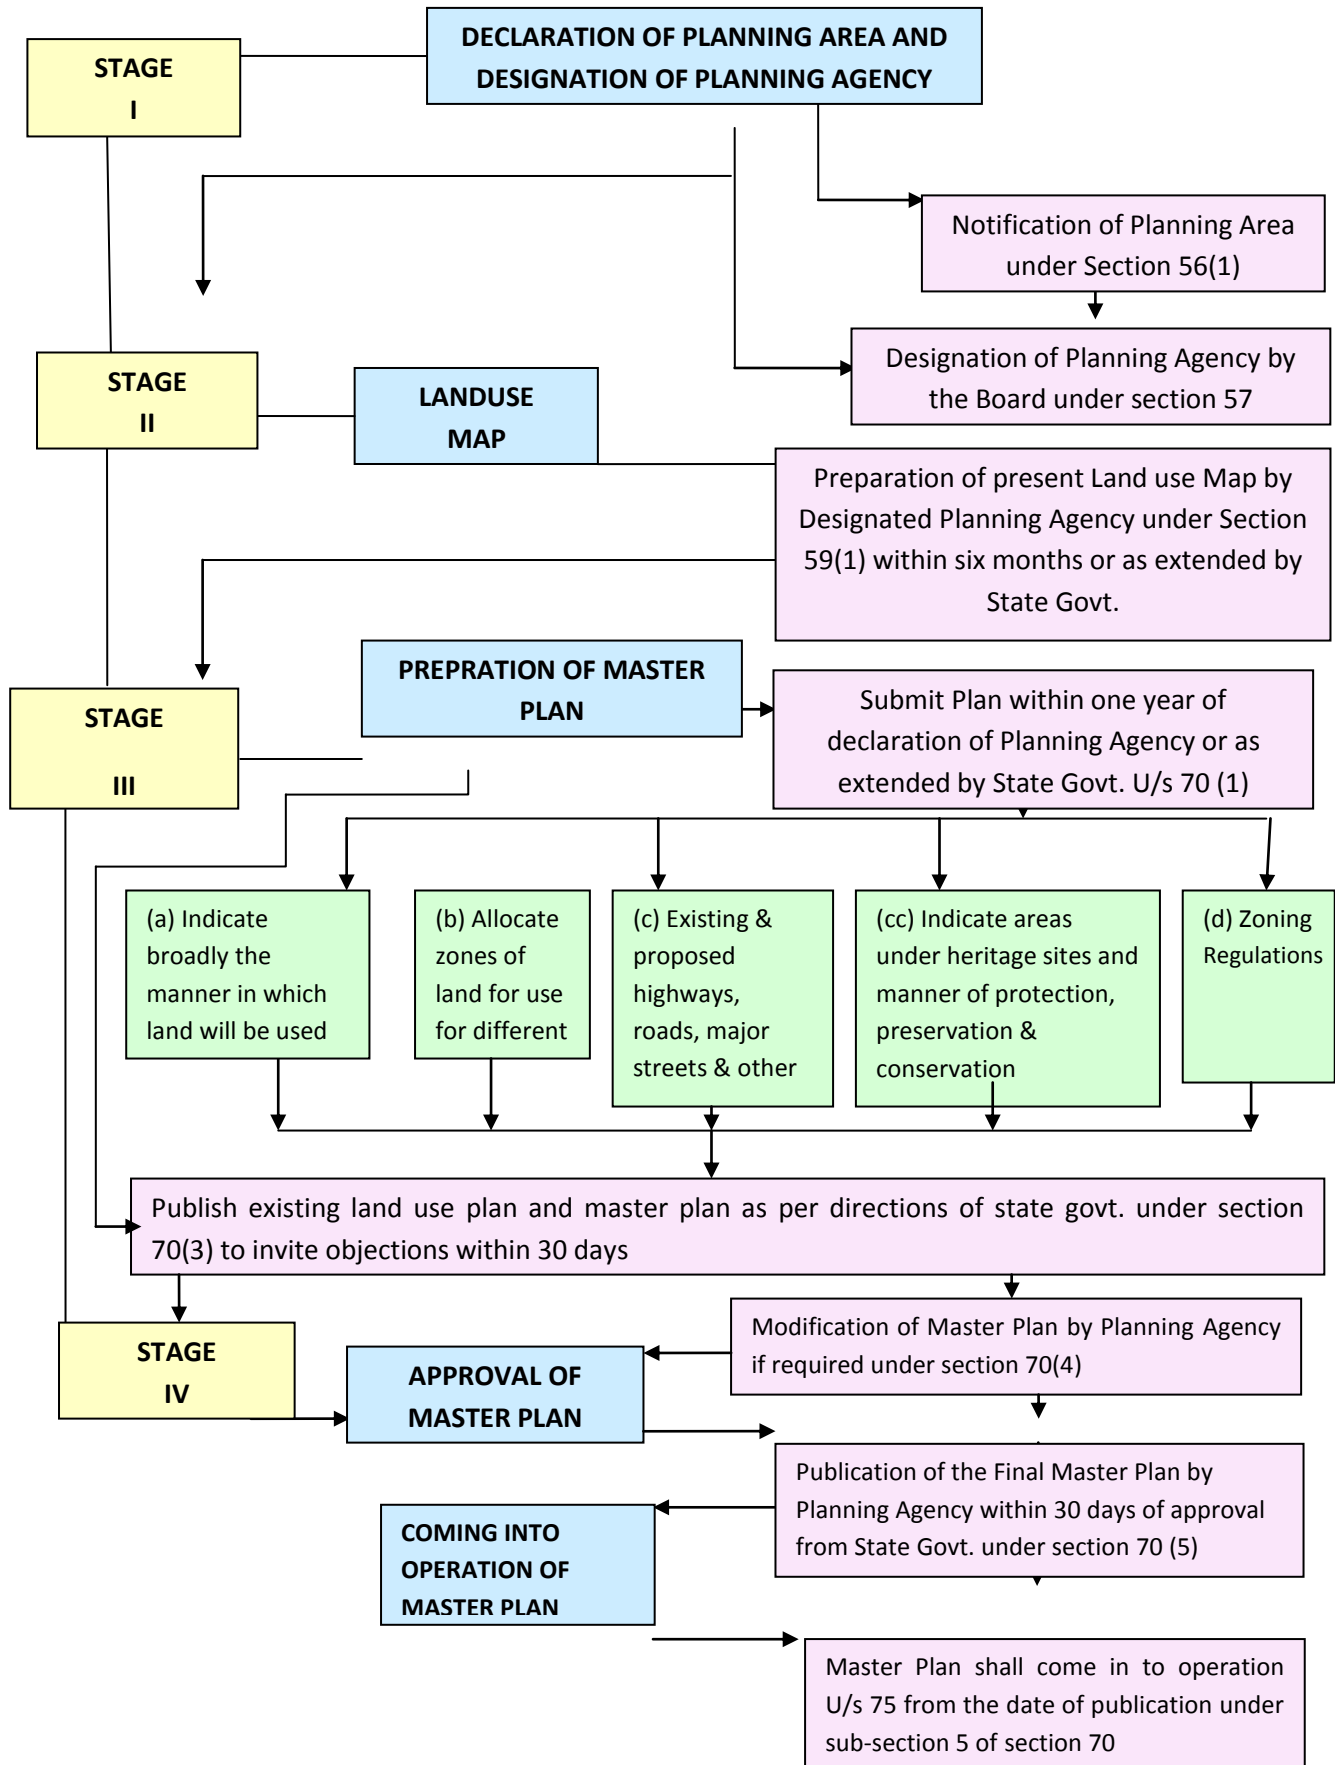 STAGE
I
DECLARATION OF PLANNING AREA AND
DESIGNATION OF PLANNING AGENCY
Notification of Planning Area
under Section 56(1)
Designation of Planning Agency by
the Board under section 57
STAGE
II
LANDUSE
MAP
Preparation of present Land use Map by
Designated Planning Agency under Section
59(1) within six months or as extended by
State Govt.
STAGE
III
PREPRATION OF MASTER
PLAN
Submit Plan within one year of
declaration of Planning Agency or as
extended by State Govt. U/s 70 (1)
(a) Indicate
broadly the
manner in which
land will be used
(b) Allocate
zones of
land for use
for different
(c) Existing &
proposed
highways,
roads, major
streets & other
(cc) Indicate areas
under heritage sites and
manner of protection,
preservation &
conservation
(d) Zoning
Regulations
Publish existing land use plan and master plan as per directions of state govt. under section
70(3) to invite objections within 30 days
STAGE
IV
APPROVAL OF
MASTER PLAN
Modification of Master Plan by Planning Agency
if required under section 70(4)
Publication of the Final Master Plan by
Planning Agency within 30 days of approval
from State Govt. under section 70 (5)
COMING INTO
OPERATION OF
MASTER PLAN
Master Plan shall come in to operation
U/s 75 from the date of publication under
sub-section 5 of section 70